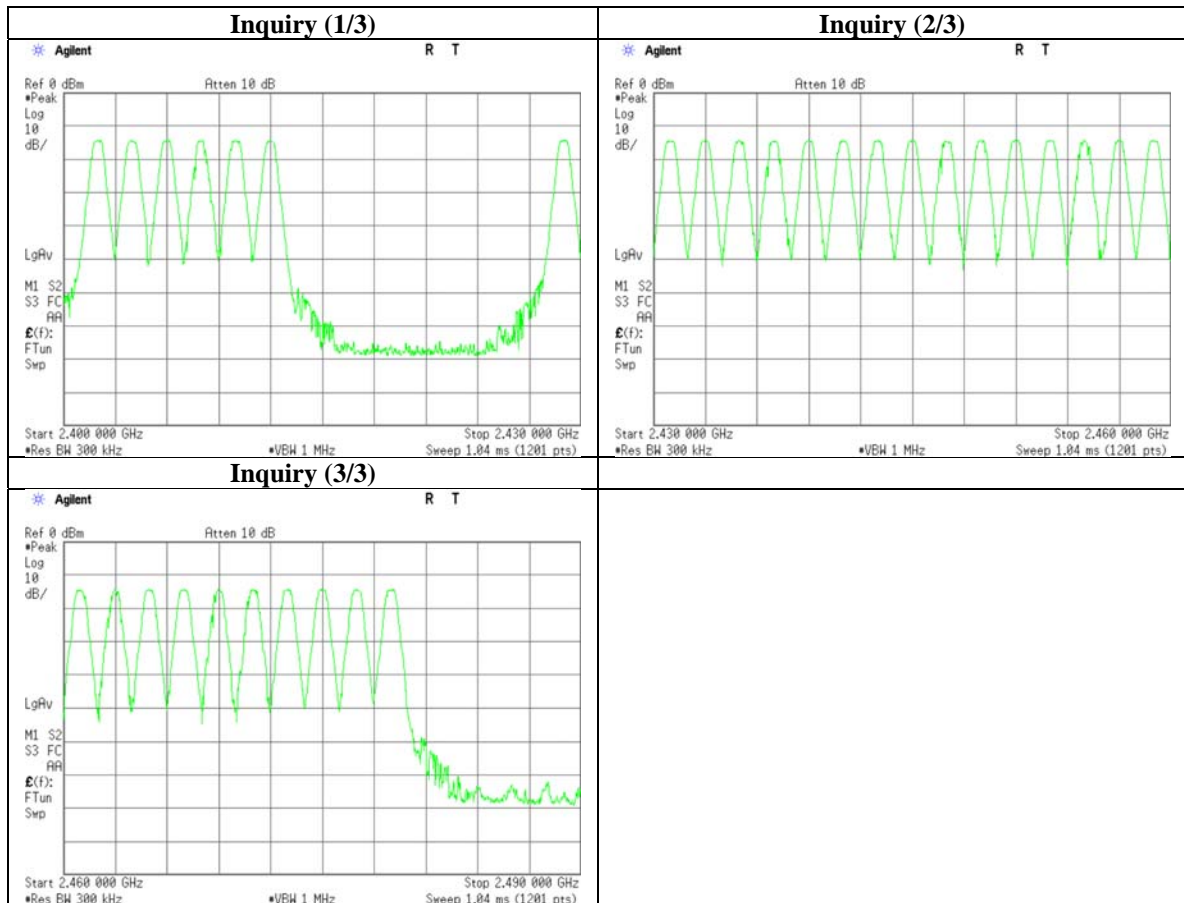 Inquiry (1/3)
Agilent R T
Ref 0 dBm Atten 10 dB
*Peak
Log
10
dB/
LgAv
M1 S2
S3 FC
AA
£(f):
FTun
Swp
Start 2.400 000 GHz Stop 2.430 000 GHz
*Res BW 300 kHz *VBW 1 MHz Sweep 1.04 ms (1201 pts)
Inquiry (2/3)
Agilent R T
Ref 0 dBm Atten 10 dB
*Peak
Log
10
dB/
LgAv
M1 S2
S3 FC
AA
£(f):
FTun
Swp
Start 2.430 000 GHz Stop 2.460 000 GHz
*Res BW 300 kHz *VBW 1 MHz Sweep 1.04 ms (1201 pts)
Inquiry (3/3)
Agilent R T
Ref 0 dBm Atten 10 dB
*Peak
Log
10
dB/
LgAv
M1 S2
S3 FC
AA
£(f):
FTun
Swp
Start 2.460 000 GHz Stop 2.490 000 GHz
*Res BW 300 kHz *VBW 1 MHz Sweep 1.04 ms (1201 pts)